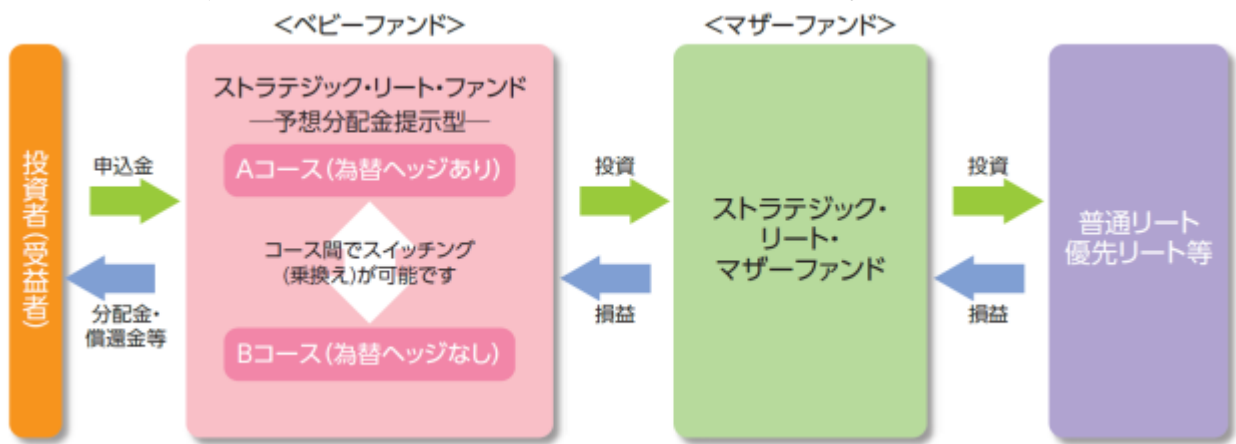 <ベビーファンド>
<マザーファンド>
投資者(受益者)
申込金
分配金・
償還金等
ストラテジック・リート・ファンド
―予想分配金提示型―
Aコース(為替ヘッジあり)
コース間でスイッチング
(乗換え)が可能です
Bコース(為替ヘッジなし)
投資
損益
ストラテジック・
リート・
マザーファンド
投資
損益
普通リート
優先リート等